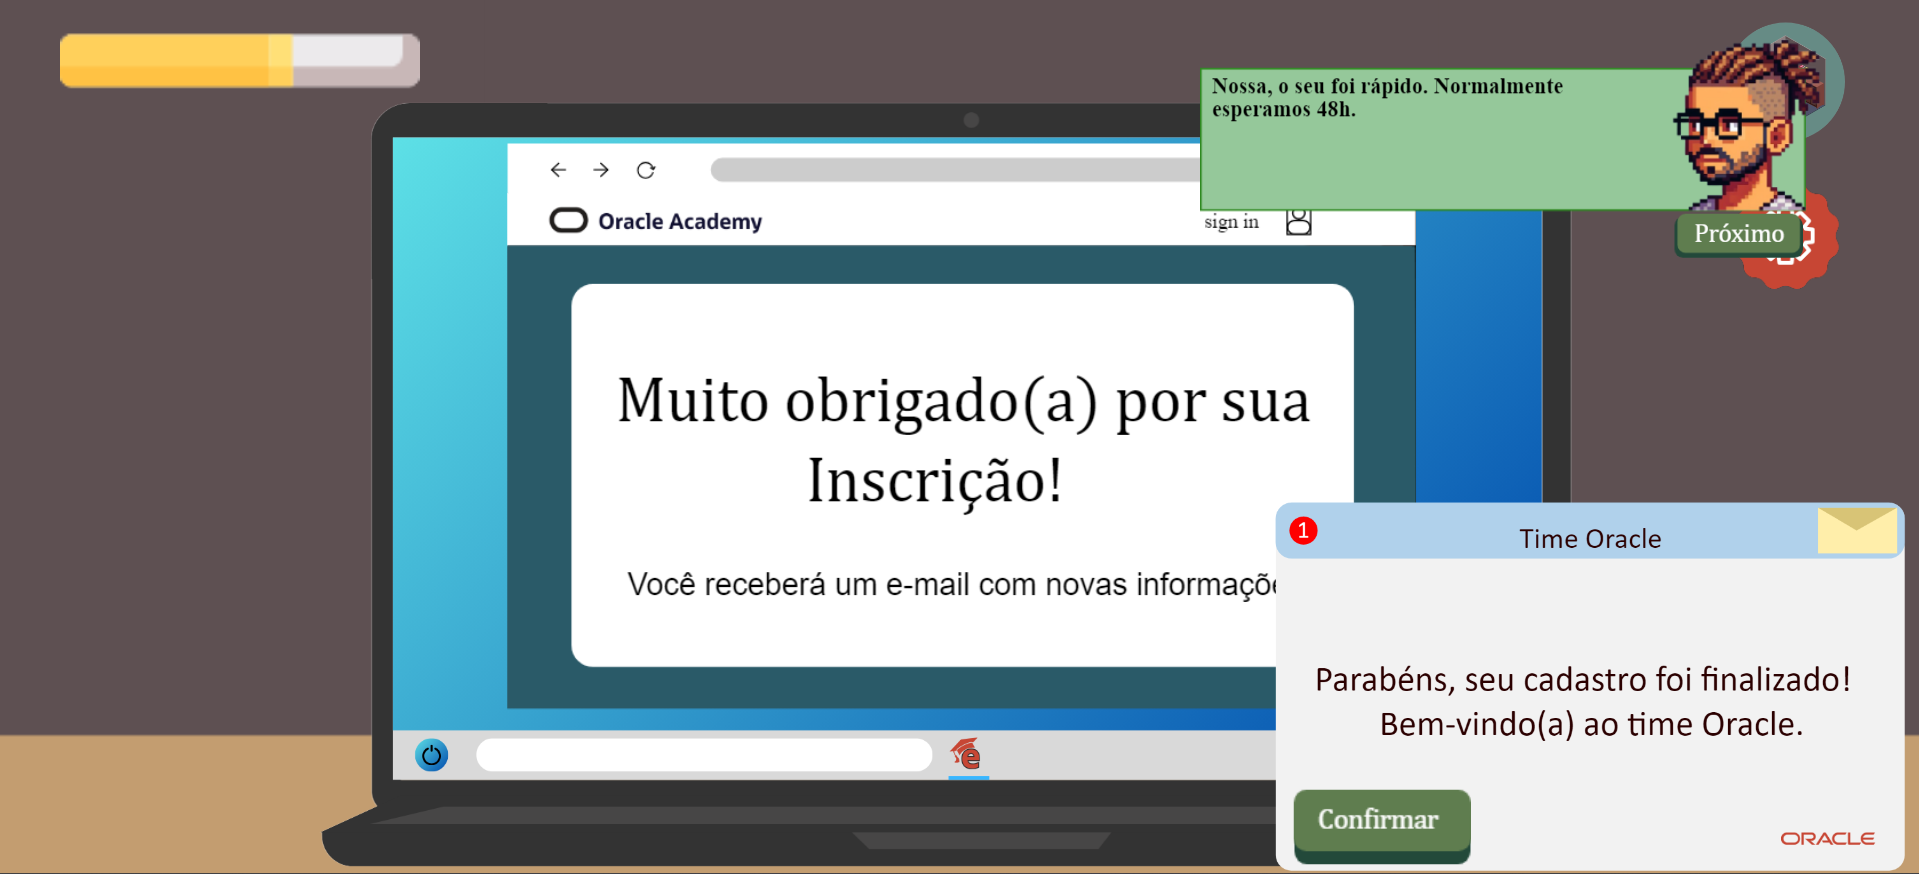 Nossa, o seu foi rápido. Normalmente
esperamos 48h.
Próximo
Oracle Academy
sign in
Muito obrigado(a) por sua
Inscrição!
Você receberá um e-mail com novas informaçõe
1
Time Oracle
Parabéns, seu cadastro foi finalizado!
Bem-vindo(a) ao time Oracle.
Confirmar
ORACLE